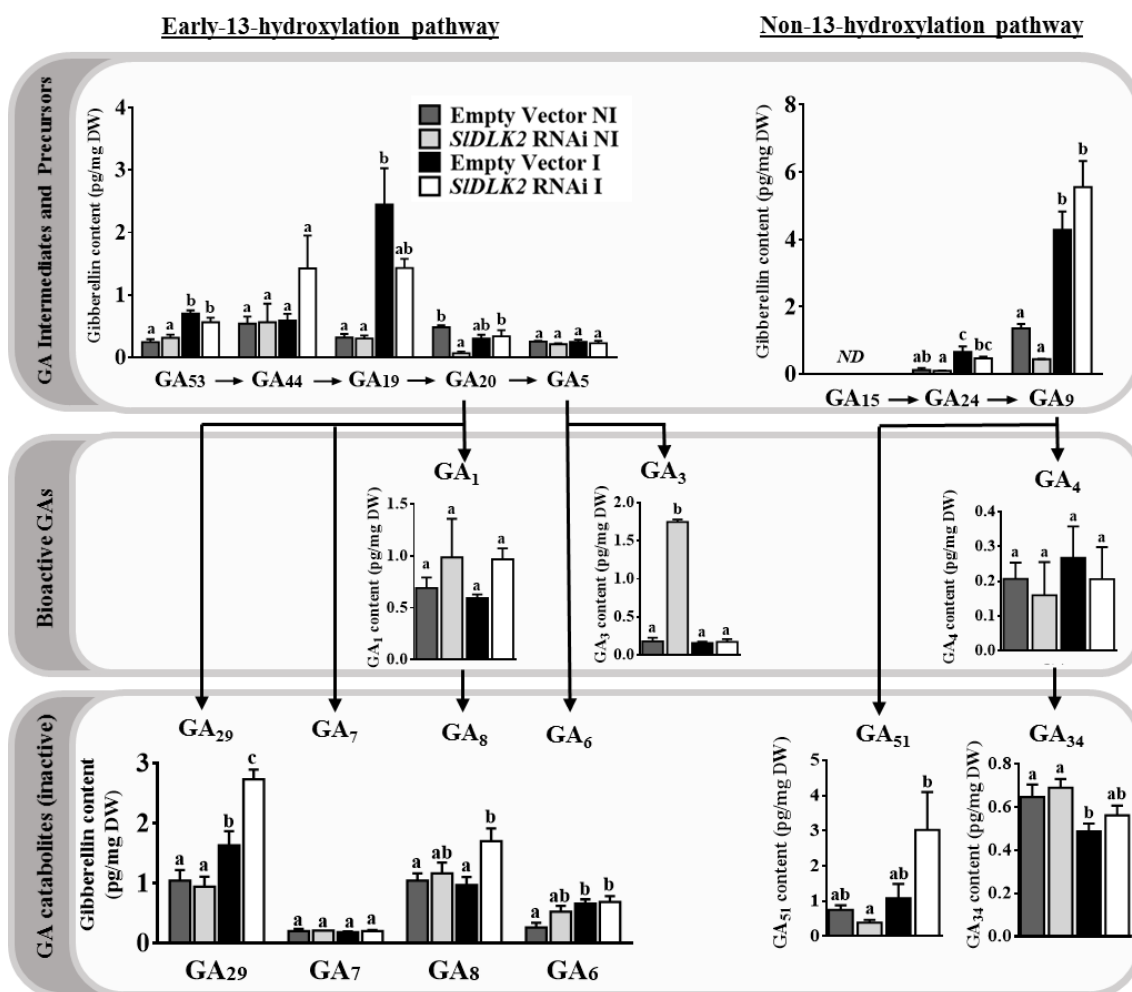 Early-13-hydroxylation pathway
Non-13-hydroxylation pathway
GA Intermediates and Precursors
Gibberellin content (pg/mg DW)
4
3
2
1
0
Empty Vector NI
SlDLK2 RNAi NI
Empty Vector I
SlDLK2 RNAi I
a a b b
a a a a
a a b ab
b a ab b
a a a a
GA53 → GA44 → GA19 → GA20 → GA5
Gibberellin content (pg/mg DW)
8
6
4
2
0
ND
ab a c bc
a a b b
GA15 → GA24 → GA9
Bioactive GAs
GA1
GA1 content (pg/mg DW)
1.5
1.0
0.5
0.0
a a a a
GA3
GA3 content (pg/mg DW)
2.0
1.5
1.0
0.5
0.0
a b a a
GA4
GA4 content (pg/mg DW)
0.4
0.3
0.2
0.1
0.0
a a a a
GA catabolites (inactive)
GA29
GA7
GA8
GA6
Gibberellin content
(pg/mg DW)
3
2
1
0
a a b c
a a a a
a ab a b
a ab b b
GA29 GA7 GA8 GA6
GA51
GA51 content (pg/mg DW)
5
4
3
2
1
0
ab a ab b
GA34
GA34 content (pg/mg DW)
0.8
0.6
0.4
0.2
0.0
a a b ab